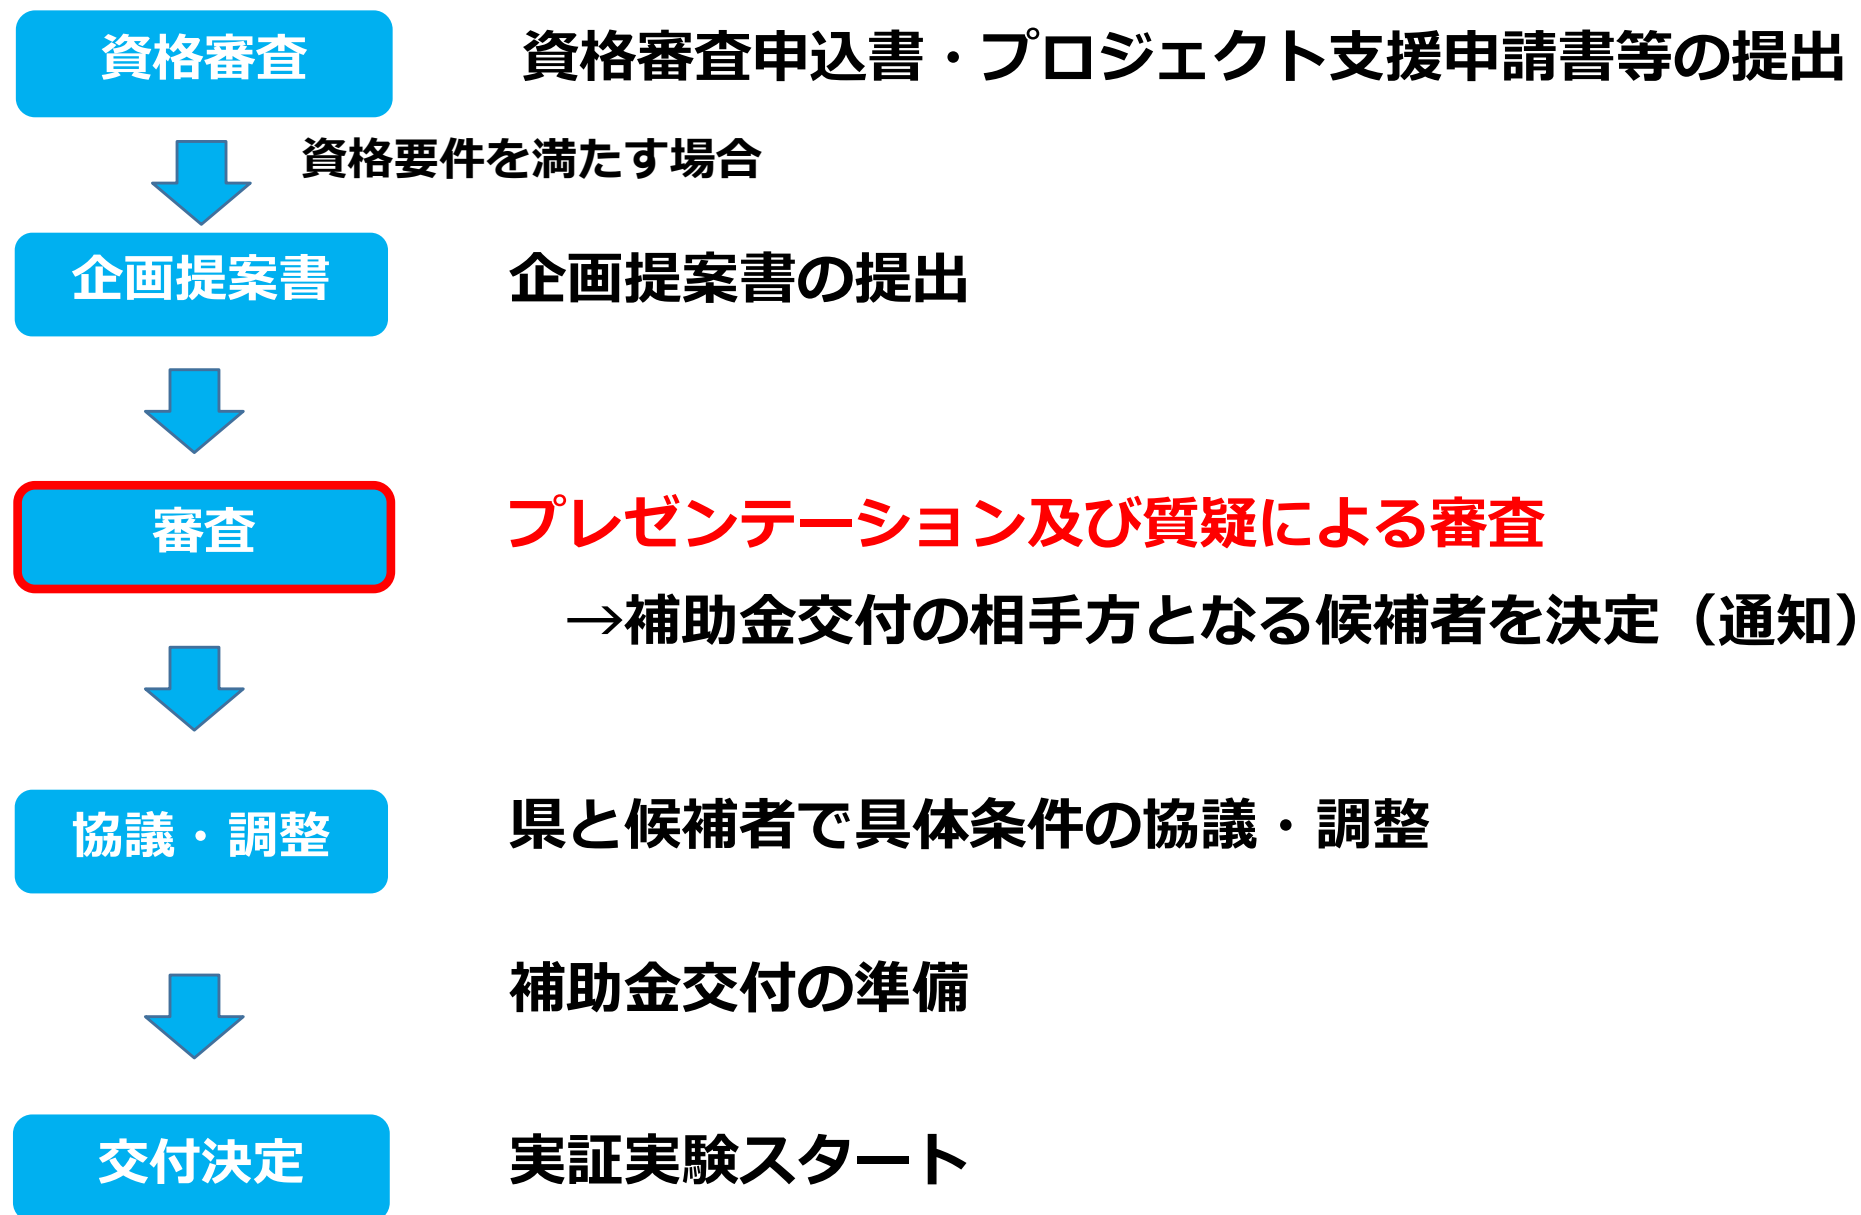 資格審査 資格審査申込書・プロジェクト支援申請書等の提出
資格要件を満たす場合
企画提案書 企画提案書の提出
審査 プレゼンテーション及び質疑による審査
→補助金交付の相手方となる候補者を決定（通知）
協議・調整 県と候補者で具体条件の協議・調整
補助金交付の準備
交付決定 実証実験スタート